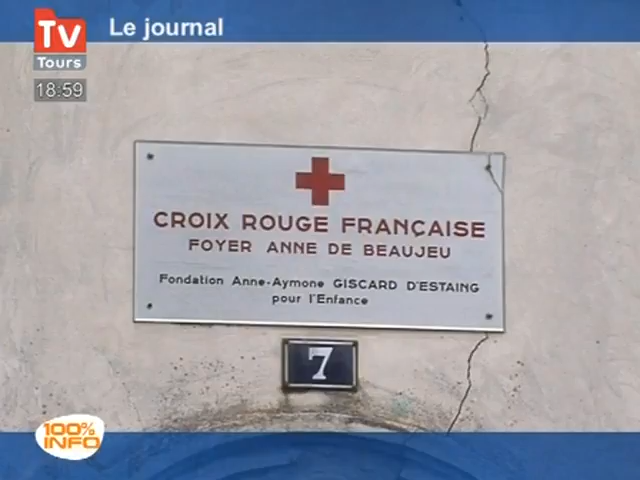 Tv
Tours
Le journal
18:59
CROIX ROUGE FRANÇAISE
FOYER ANNE DE BEAUJEU
Fondation Anne-Aymone GISCARD D'ESTAING
pour l'Enfance
7
100%
INFO